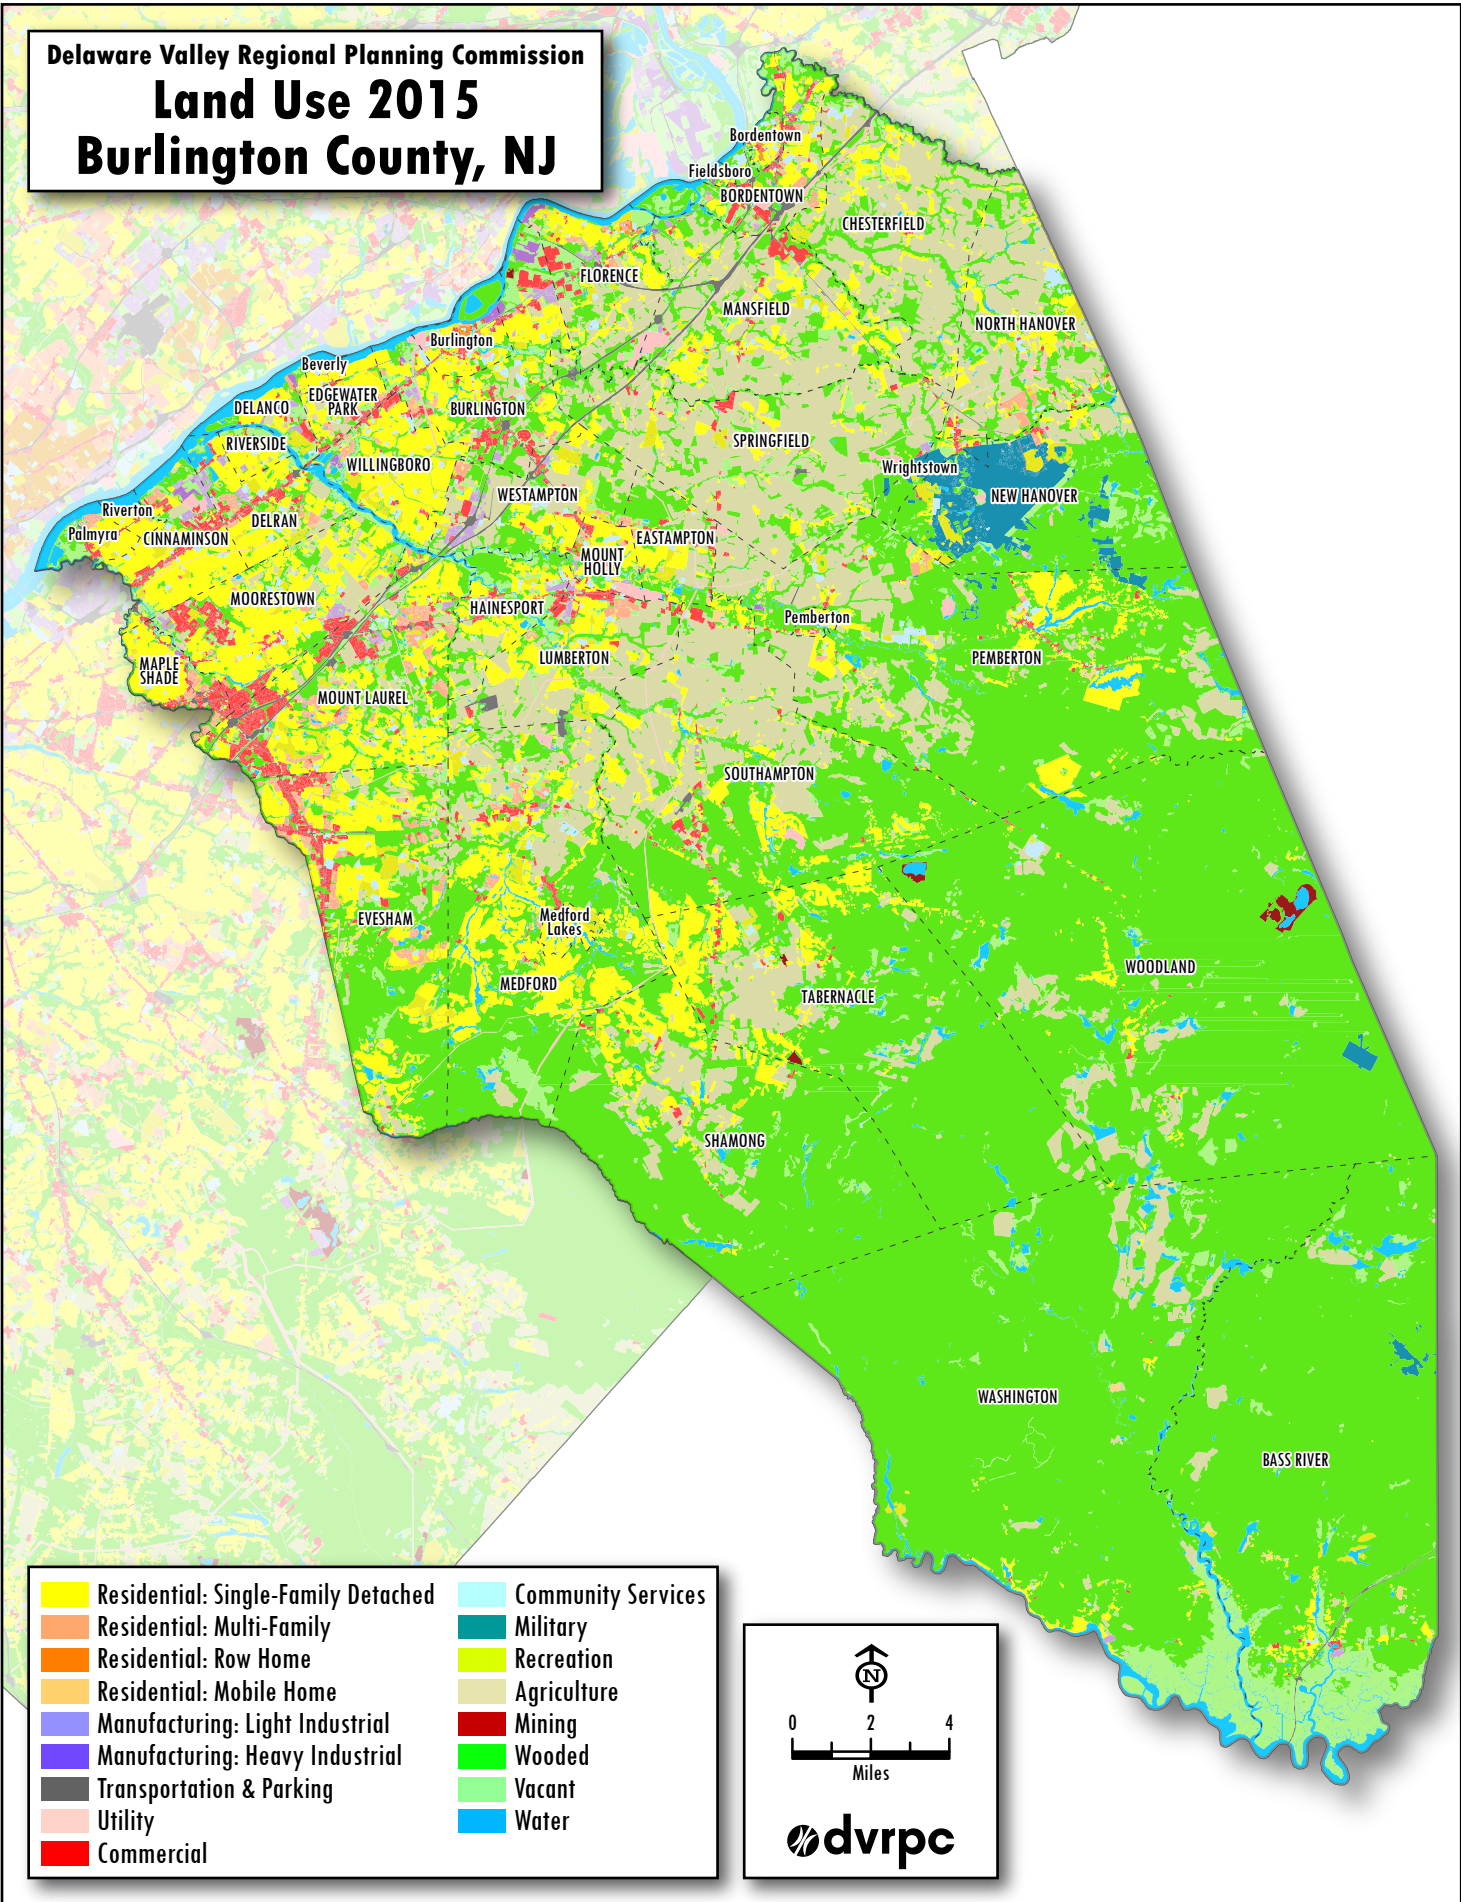 Delaware Valley Regional Planning Commission
Land Use 2015
Burlington County, NJ
Bordentown
Fieldsboro
BORDENTOWN
CHESTERFIELD
FLORENCE
MANSFIELD
NORTH HANOVER
Burlington
Beverly
EDGEWATER
PARK
DELANCO
BURLINGTON
RIVERSIDE
SPRINGFIELD
WILLINGBORO
Wrightstown
WESTAMPTON
NEW HANOVER
Riverton
DELRAN
Palmyra
CINNAMINSON
EASTAMPTON
MOUNT
HOLLY
MOORESTOWN
HAINESPORT
Pemberton
LUMBERTON
PEMBERTON
MAPLE
SHADE
MOUNT LAUREL
SOUTHAMPTON
EVESHAM
Medford
Lakes
WOODLAND
MEDFORD
TABERNACLE
SHAMONG
WASHINGTON
BASS RIVER
Residential: Single-Family Detached
Residential: Multi-Family
Residential: Row Home
Residential: Mobile Home
Manufacturing: Light Industrial
Manufacturing: Heavy Industrial
Transportation & Parking
Utility
Commercial
Community Services
Military
Recreation
Agriculture
Mining
Wooded
Vacant
Water
N
0 2 4
Miles
dvrpc